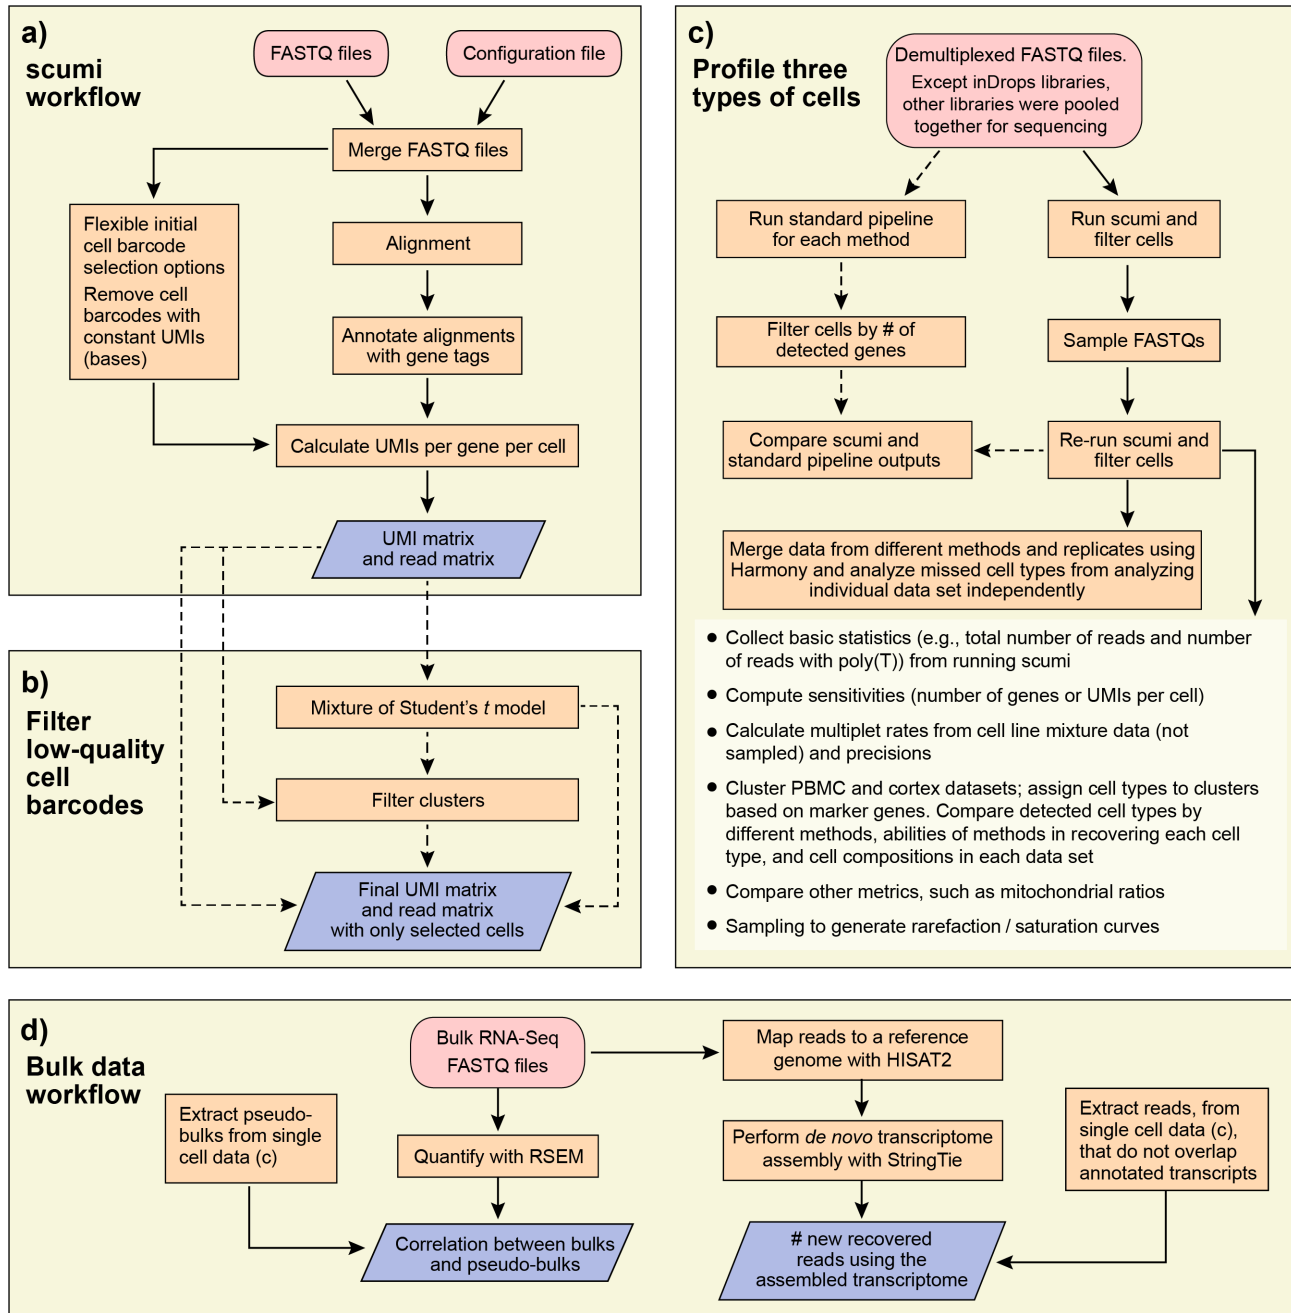 a)
scumi
workflow
FASTQ files
Configuration file
Merge FASTQ files
Flexible initial
cell barcode
selection options
Remove cell
barcodes with
constant UMIs
(bases)
Alignment
Annotate alignments
with gene tags
Calculate UMIs per gene per cell
UMI matrix
and read matrix
b)
Filter
low-quality
cell
barcodes
Mixture of Student's t model
Filter clusters
Final UMI matrix
and read matrix
with only selected cells
c)
Profile three
types of cells
Demultiplexed FASTQ files.
Except inDrops libraries,
other libraries were pooled
together for sequencing
Run standard pipeline
for each method
Run scumi and
filter cells
Filter cells by # of
detected genes
Sample FASTQs
Compare scumi and
standard pipeline outputs
Re-run scumi and
filter cells
Merge data from different methods and replicates using
Harmony and analyze missed cell types from analyzing
individual data set independently
● Collect basic statistics (e.g., total number of reads and number
of reads with poly(T)) from running scumi
● Compute sensitivities (number of genes or UMIs per cell)
● Calculate multiplet rates from cell line mixture data (not
sampled) and precisions
● Cluster PBMC and cortex datasets; assign cell types to clusters
based on marker genes. Compare detected cell types by
different methods, abilities of methods in recovering each cell
type, and cell compositions in each data set
● Compare other metrics, such as mitochondrial ratios
● Sampling to generate rarefaction / saturation curves
d)
Bulk data
workflow
Bulk RNA-Seq
FASTQ files
Map reads to a reference
genome with HISAT2
Extract pseudo-
bulks from single
cell data (c)
Quantify with RSEM
Perform de novo transcriptome
assembly with StringTie
Extract reads, from
single cell data (c),
that do not overlap
annotated transcripts
Correlation between bulks
and pseudo-bulks
# new recovered
reads using the
assembled transcriptome